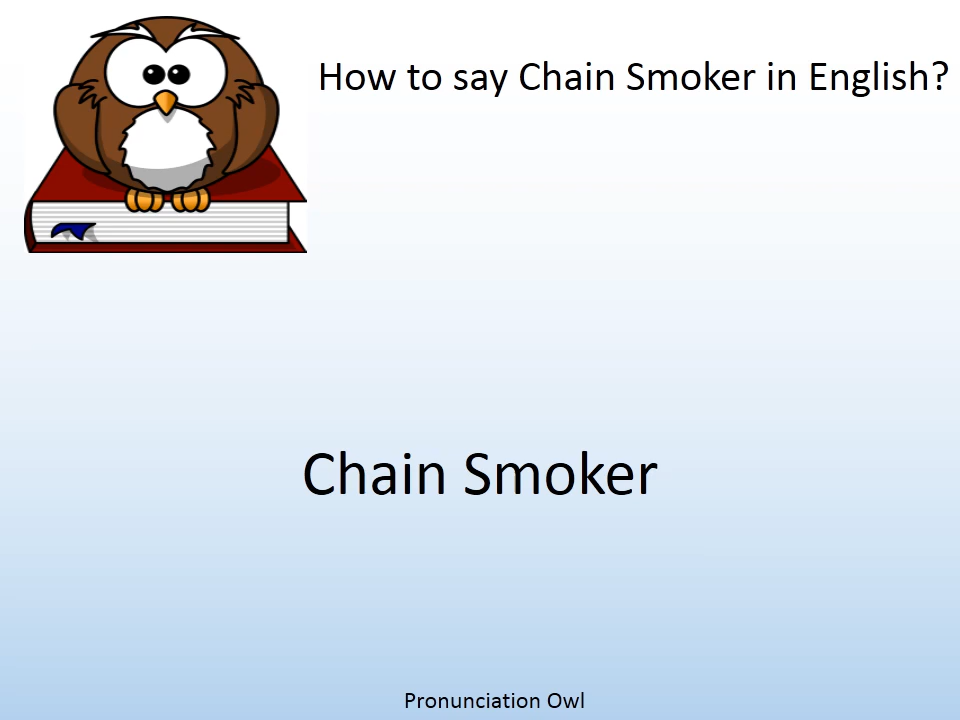 How to say Chain Smoker in English?
Chain Smoker
Pronunciation Owl